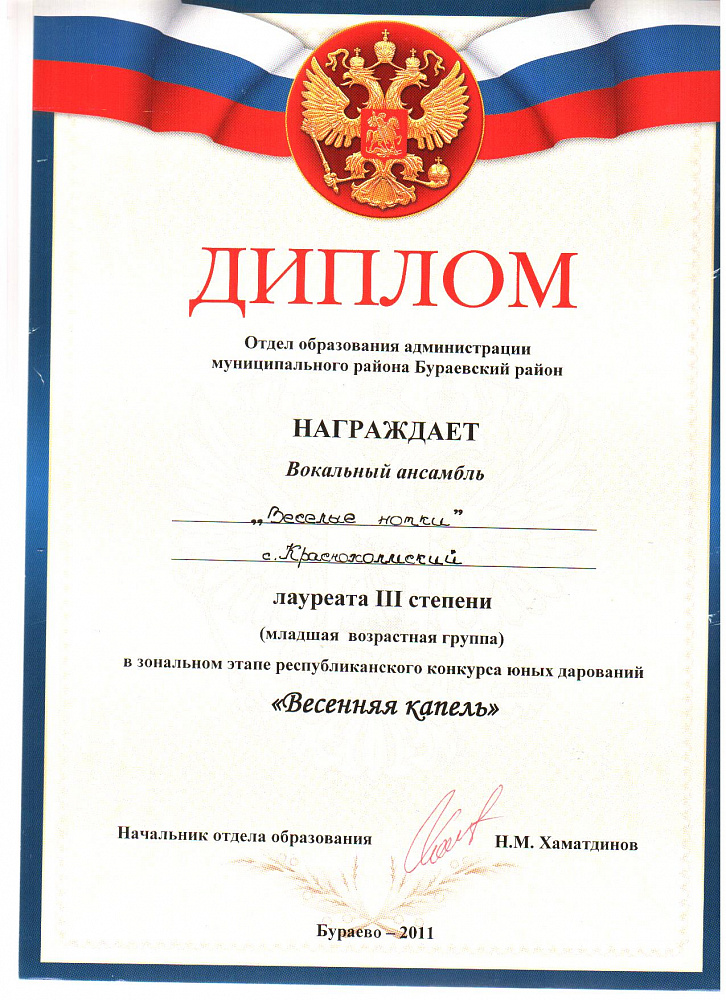 ДИПЛОМ
Отдел образования администрации
муниципального района Бураевский район
НАГРАЖДАЕТ
Вокальный ансамбль
„Веселые нотки”
с. Краснохолмский
лауреата III степени
(младшая возрастная группа)
в зональном этапе республиканского конкурса юных дарований
«Весенняя капель»
Начальник отдела образования Н.М. Хаматдинов
Бураево – 2011